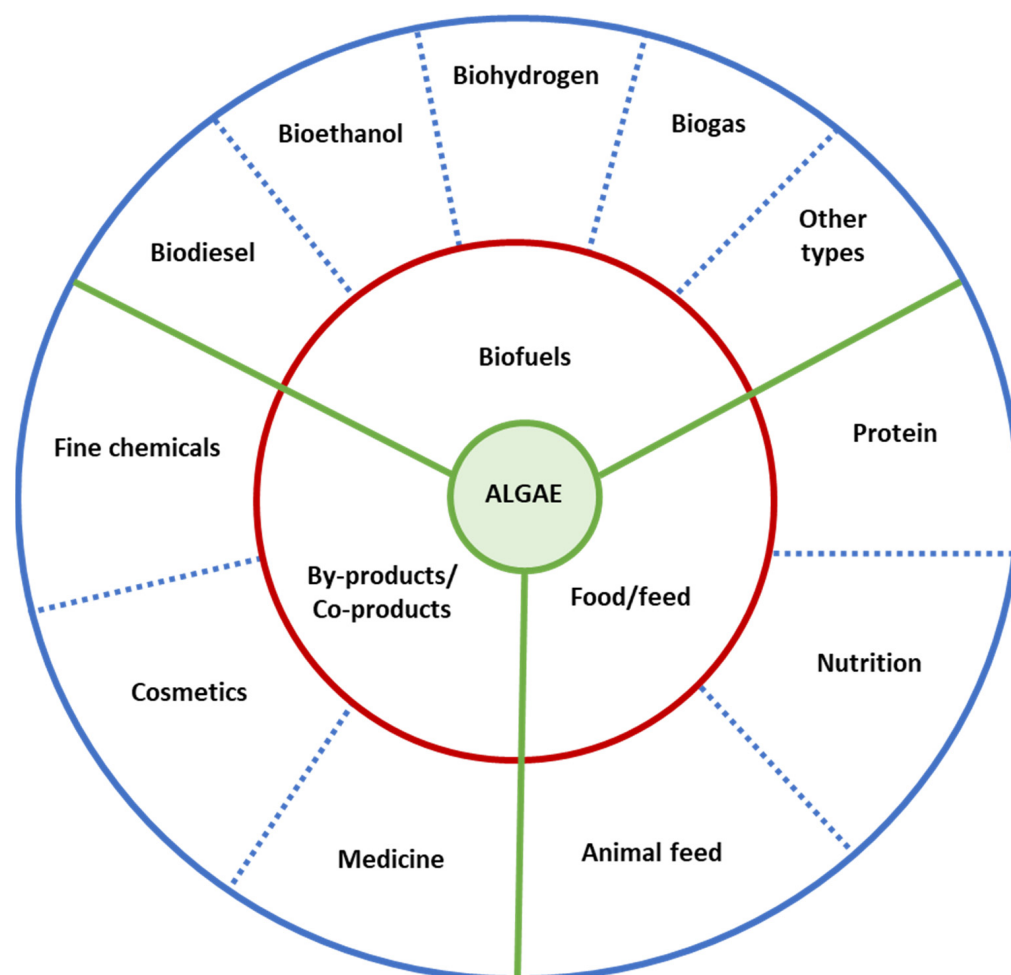 Biohydrogen
Bioethanol
Biogas
Biodiesel
Other
types
Biofuels
Fine chemicals
Protein
ALGAE
By-products/
Co-products
Food/feed
Cosmetics
Nutrition
Medicine
Animal feed